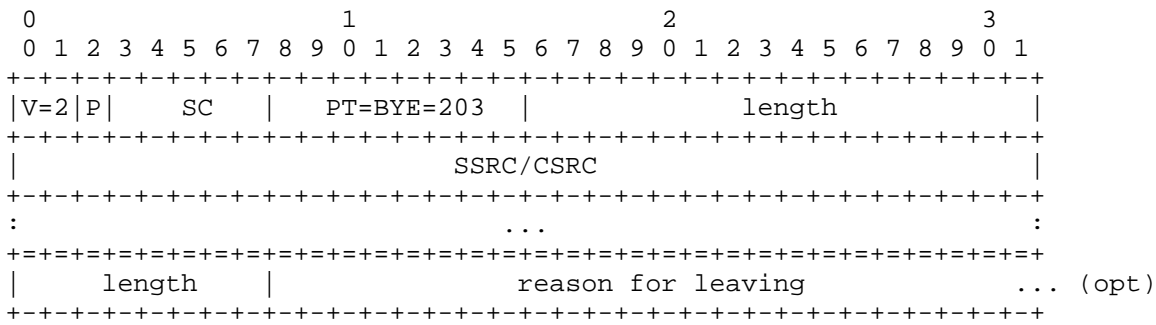 0                   1                   2                   3
 0 1 2 3 4 5 6 7 8 9 0 1 2 3 4 5 6 7 8 9 0 1 2 3 4 5 6 7 8 9 0 1
+-+-+-+-+-+-+-+-+-+-+-+-+-+-+-+-+-+-+-+-+-+-+-+-+-+-+-+-+-+-+-+-+
|V=2|P|    SC   |   PT=BYE=203  |             length            |
+-+-+-+-+-+-+-+-+-+-+-+-+-+-+-+-+-+-+-+-+-+-+-+-+-+-+-+-+-+-+-+-+
|                           SSRC/CSRC                           |
+-+-+-+-+-+-+-+-+-+-+-+-+-+-+-+-+-+-+-+-+-+-+-+-+-+-+-+-+-+-+-+-+
:                              ...                              :
+=+=+=+=+=+=+=+=+=+=+=+=+=+=+=+=+=+=+=+=+=+=+=+=+=+=+=+=+=+=+=+=+
|     length    |               reason for leaving             ... (opt)
+-+-+-+-+-+-+-+-+-+-+-+-+-+-+-+-+-+-+-+-+-+-+-+-+-+-+-+-+-+-+-+-+